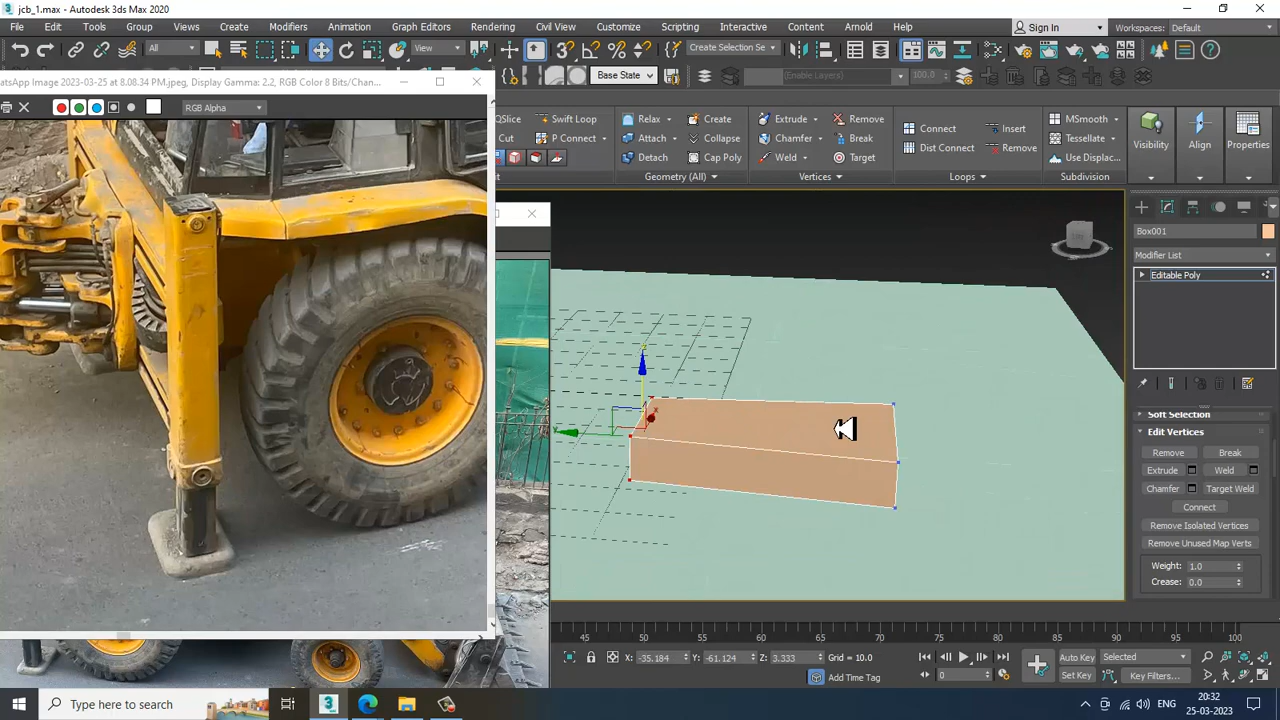 jcb_1.max - Autodesk 3ds Max 2020
File Edit Tools Group Views Create Modifiers Animation Graph Editors Rendering Civil View Customize Scripting Interactive Content Arnold Help
Sign In
Workspaces: Default
All
View
Create Selection Se
atsApp Image 2023-03-25 at 8.08.34 PM.jpeg, Display Gamma: 2.2, RGB Color 8 Bits/Chan...
Base State
(Enable Layers)
100.0
RGB Alpha
QSlice Swift Loop Relax Create Extrude Remove Connect Insert MSmooth
Cut P Connect Attach Collapse Chamfer Break Dist Connect Remove Tessellate
Detach Cap Poly Weld Target Use Displac...
Visibility Align Properties
Geometry (All) Vertices Loops Subdivision
Box001
Modifier List
Editable Poly
Soft Selection
Edit Vertices
Remove Break
Extrude Weld
Chamfer Target Weld
Connect
Remove Isolated Vertices
Remove Unused Map Verts
Weight: 1.0
Crease: 0.0
45 50 55 60 65 70 75 80 85 90 95 100
X: -35.184 Y: -61.124 Z: 3.333 Grid = 10.0
Auto Key Selected
Add Time Tag
0
Set Key Key Filters...
Type here to search
20:32
25-03-2023